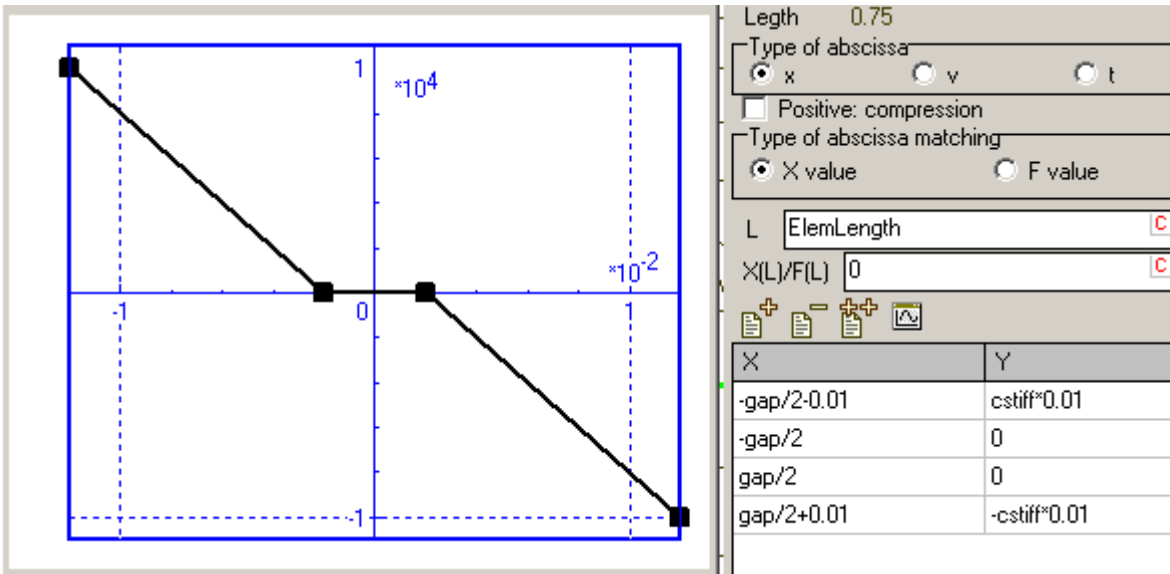 1
*10^4
*10^-2
-1
0
1
-1
Legth 0.75
Type of abscissa
x v t
Positive: compression
Type of abscissa matching
X value F value
L ElemLength C
X(L)/F(L) 0 C
X Y
-gap/2-0.01 cstiff*0.01
-gap/2 0
gap/2 0
gap/2+0.01 -cstiff*0.01